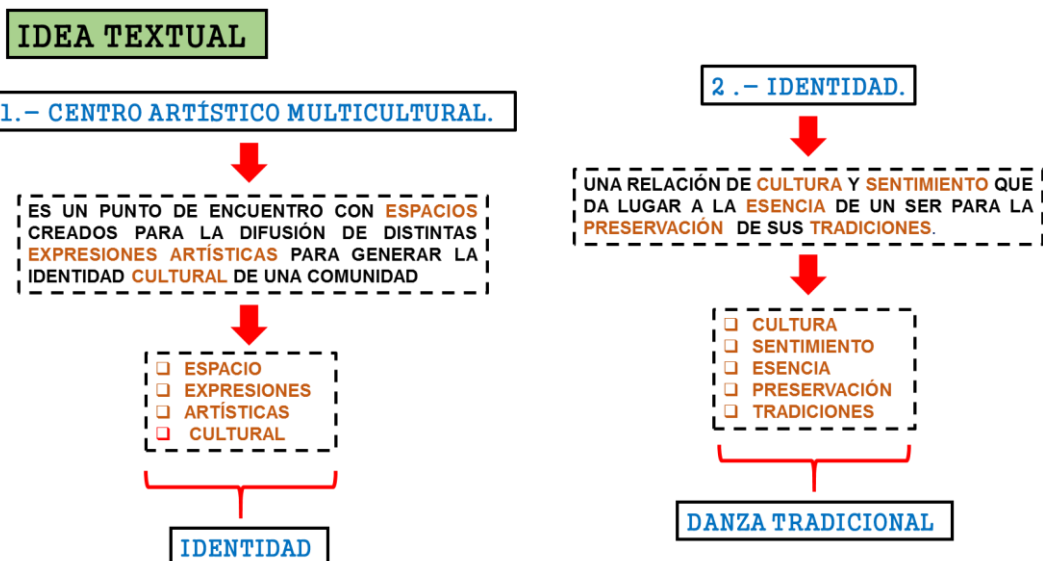 IDEA TEXTUAL
1.- CENTRO ARTÍSTICO MULTICULTURAL.
ES UN PUNTO DE ENCUENTRO CON ESPACIOS
CREADOS PARA LA DIFUSIÓN DE DISTINTAS
EXPRESIONES ARTÍSTICAS PARA GENERAR LA
IDENTIDAD CULTURAL DE UNA COMUNIDAD
❑ ESPACIO
❑ EXPRESIONES
❑ ARTÍSTICAS
❑ CULTURAL
IDENTIDAD
2 .- IDENTIDAD.
UNA RELACIÓN DE CULTURA Y SENTIMIENTO QUE
DA LUGAR A LA ESENCIA DE UN SER PARA LA
PRESERVACIÓN DE SUS TRADICIONES.
❑ CULTURA
❑ SENTIMIENTO
❑ ESENCIA
❑ PRESERVACIÓN
❑ TRADICIONES
DANZA TRADICIONAL